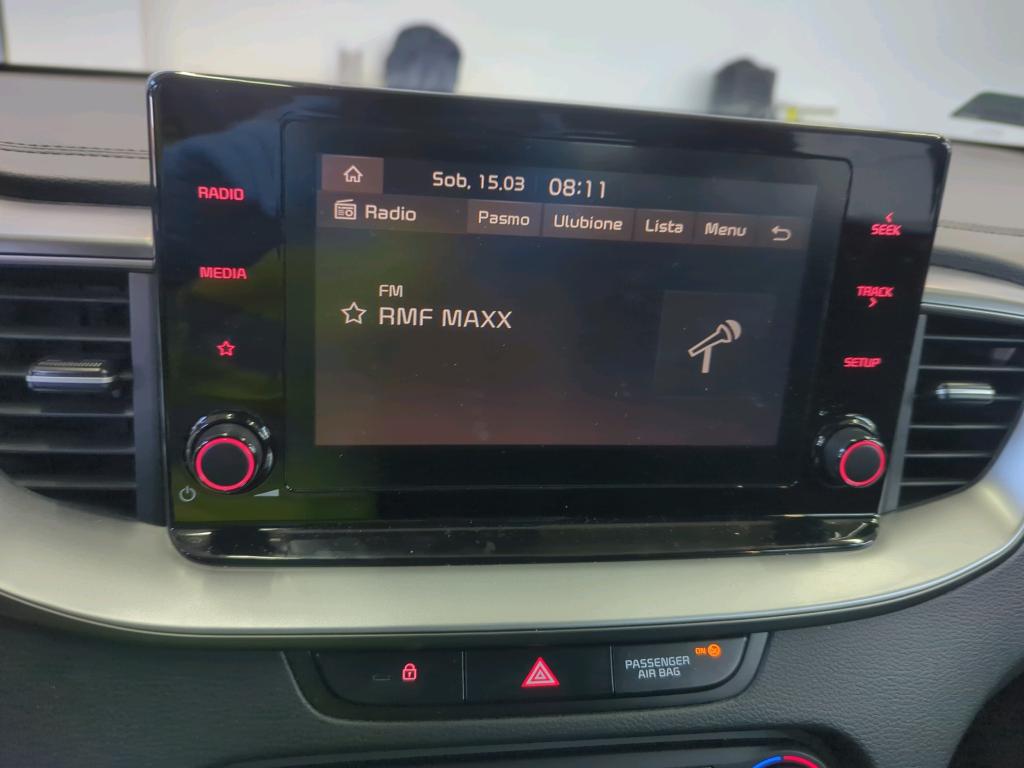 RADIO
MEDIA
Sob, 15.03 08:11
Radio Pasmo Ulubione Lista Menu
FM
RMF MAXX
SEEK
TRACK
SETUP
PASSENGER
AIR BAG
ON